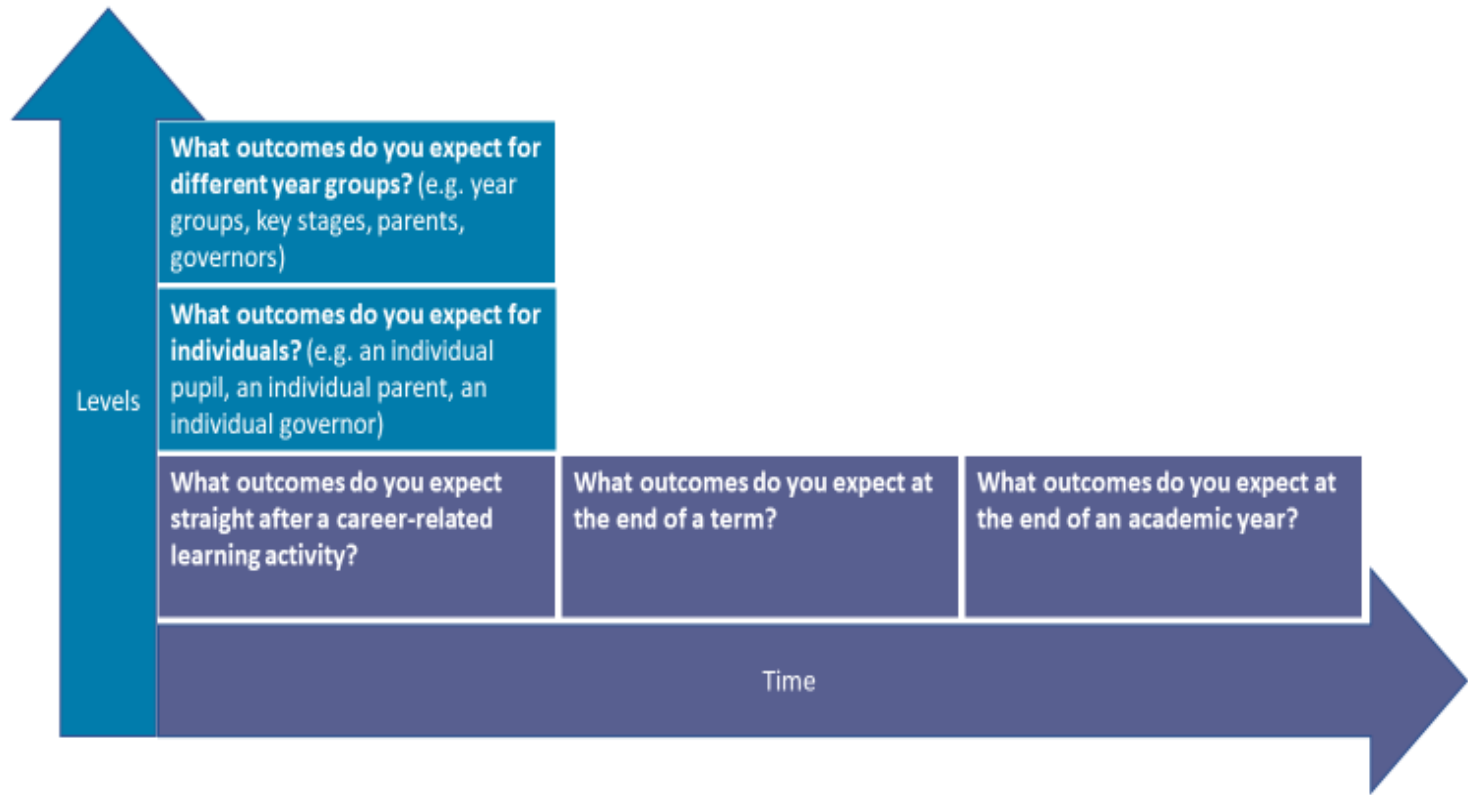 What outcomes do you expect for
different year groups? (e.g. year
groups, key stages, parents,
governors)
What outcomes do you expect for
individuals? (e.g. an individual
pupil, an individual parent, an
individual governor)
Levels
What outcomes do you expect
straight after a career-related
learning activity?
What outcomes do you expect at
the end of a term?
What outcomes do you expect at
the end of an academic year?
Time